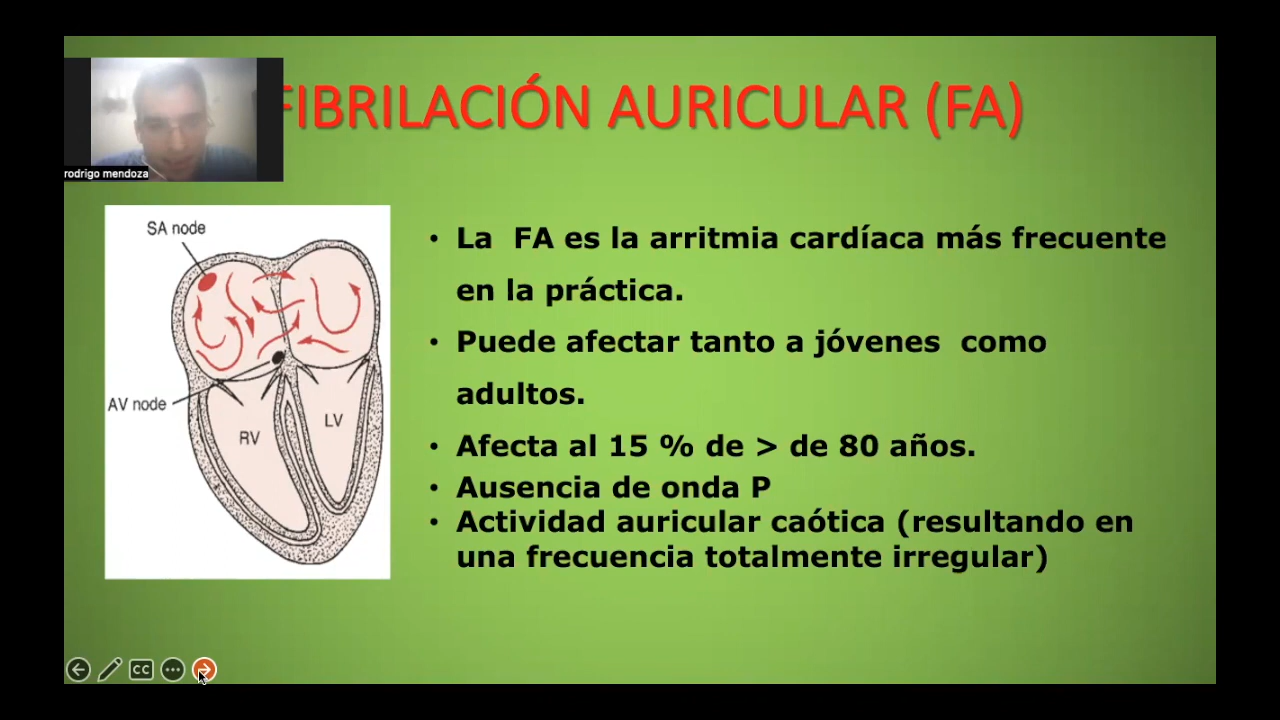 FIBRILACIÓN AURICULAR (FA)
rodrigo mendoza
SA node
AV node
RV
LV
• La FA es la arritmia cardíaca más frecuente
en la práctica.
• Puede afectar tanto a jóvenes como
adultos.
• Afecta al 15 % de > de 80 años.
• Ausencia de onda P
• Actividad auricular caótica (resultando en
una frecuencia totalmente irregular)
CC